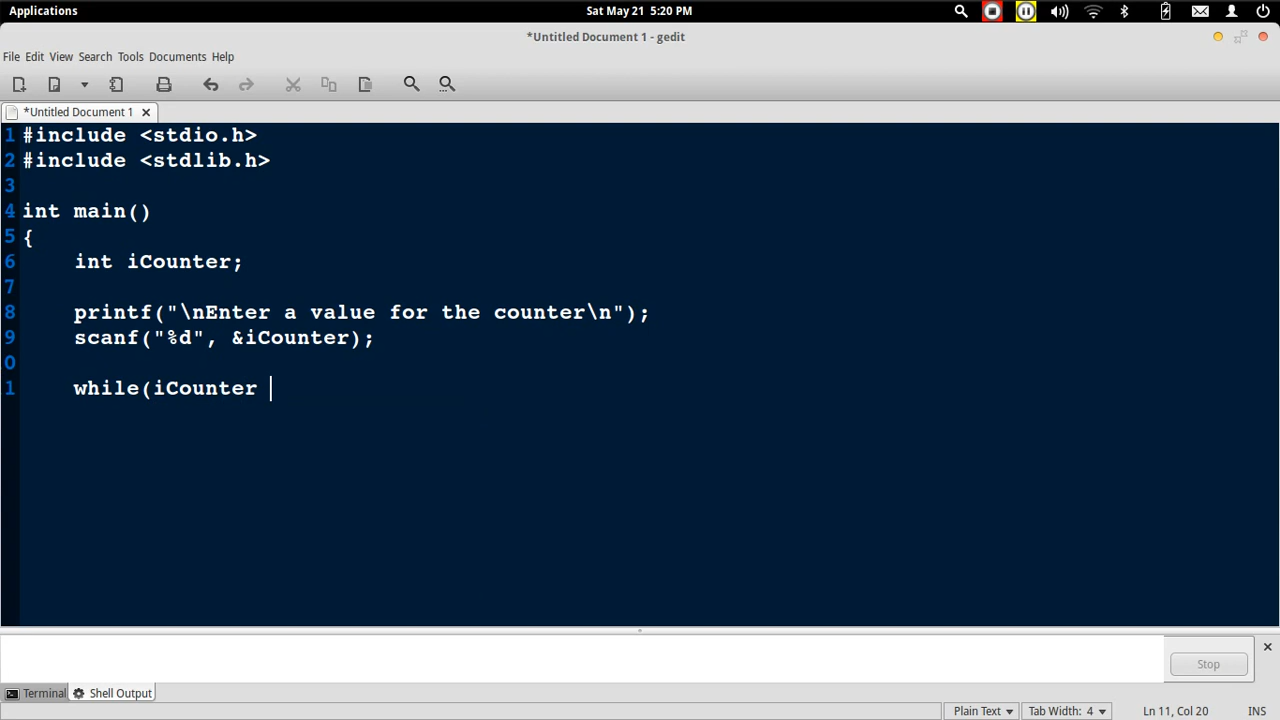 Applications
Sat May 21 5:20 PM
*Untitled Document 1 - gedit
File Edit View Search Tools Documents Help
*Untitled Document 1
1 #include <stdio.h>
2 #include <stdlib.h>
3
4 int main()
5 {
6     int iCounter;
7
8     printf("\nEnter a value for the counter\n");
9     scanf("%d", &iCounter);
0
1     while(iCounter
Stop
Terminal Shell Output
Plain Text Tab Width: 4 Ln 11, Col 20 INS